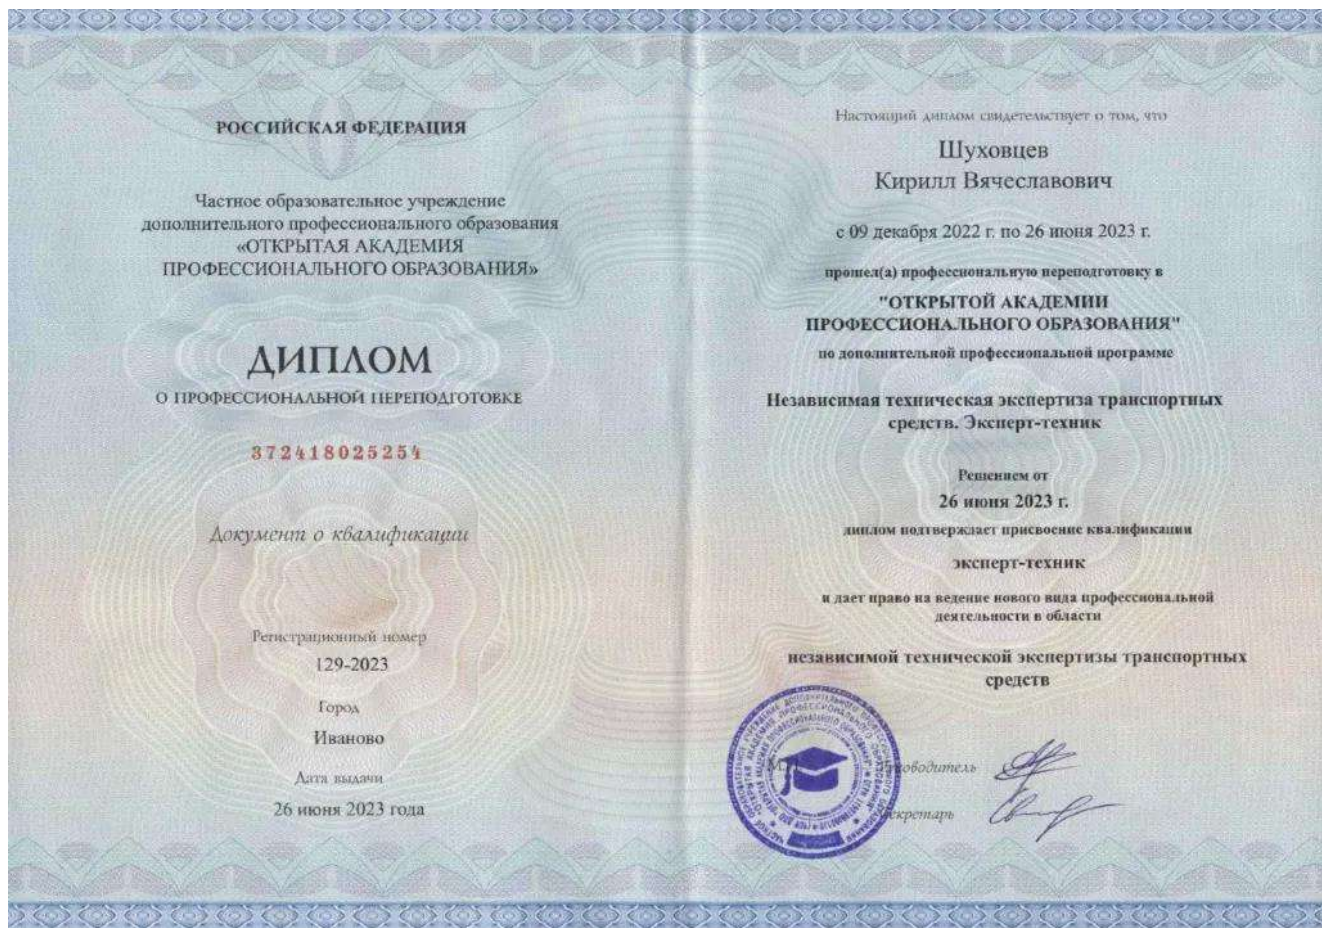 РОССИЙСКАЯ ФЕДЕРАЦИЯ
Частное образовательное учреждение
дополнительного профессионального образования
«ОТКРЫТАЯ АКАДЕМИЯ
ПРОФЕССИОНАЛЬНОГО ОБРАЗОВАНИЯ»
ДИПЛОМ
О ПРОФЕССИОНАЛЬНОЙ ПЕРЕПОДГОТОВКЕ
372418025254
Документ о квалификации
Регистрационный номер
129-2023
Город
Иваново
Дата выдачи
26 июня 2023 года
Настоящий диплом свидетельствует о том, что
Шуховцев
Кирилл Вячеславович
с 09 декабря 2022 г. по 26 июня 2023 г.
прошел(а) профессиональную переподготовку в
"ОТКРЫТОЙ АКАДЕМИИ
ПРОФЕССИОНАЛЬНОГО ОБРАЗОВАНИЯ"
по дополнительной профессиональной программе
Независимая техническая экспертиза транспортных
средств. Эксперт-техник
Решением от
26 июня 2023 г.
диплом подтверждает присвоение квалификации
эксперт-техник
и дает право на ведение нового вида профессиональной
деятельности в области
независимой технической экспертизы транспортных
средств
М.П.
Руководитель
Секретарь